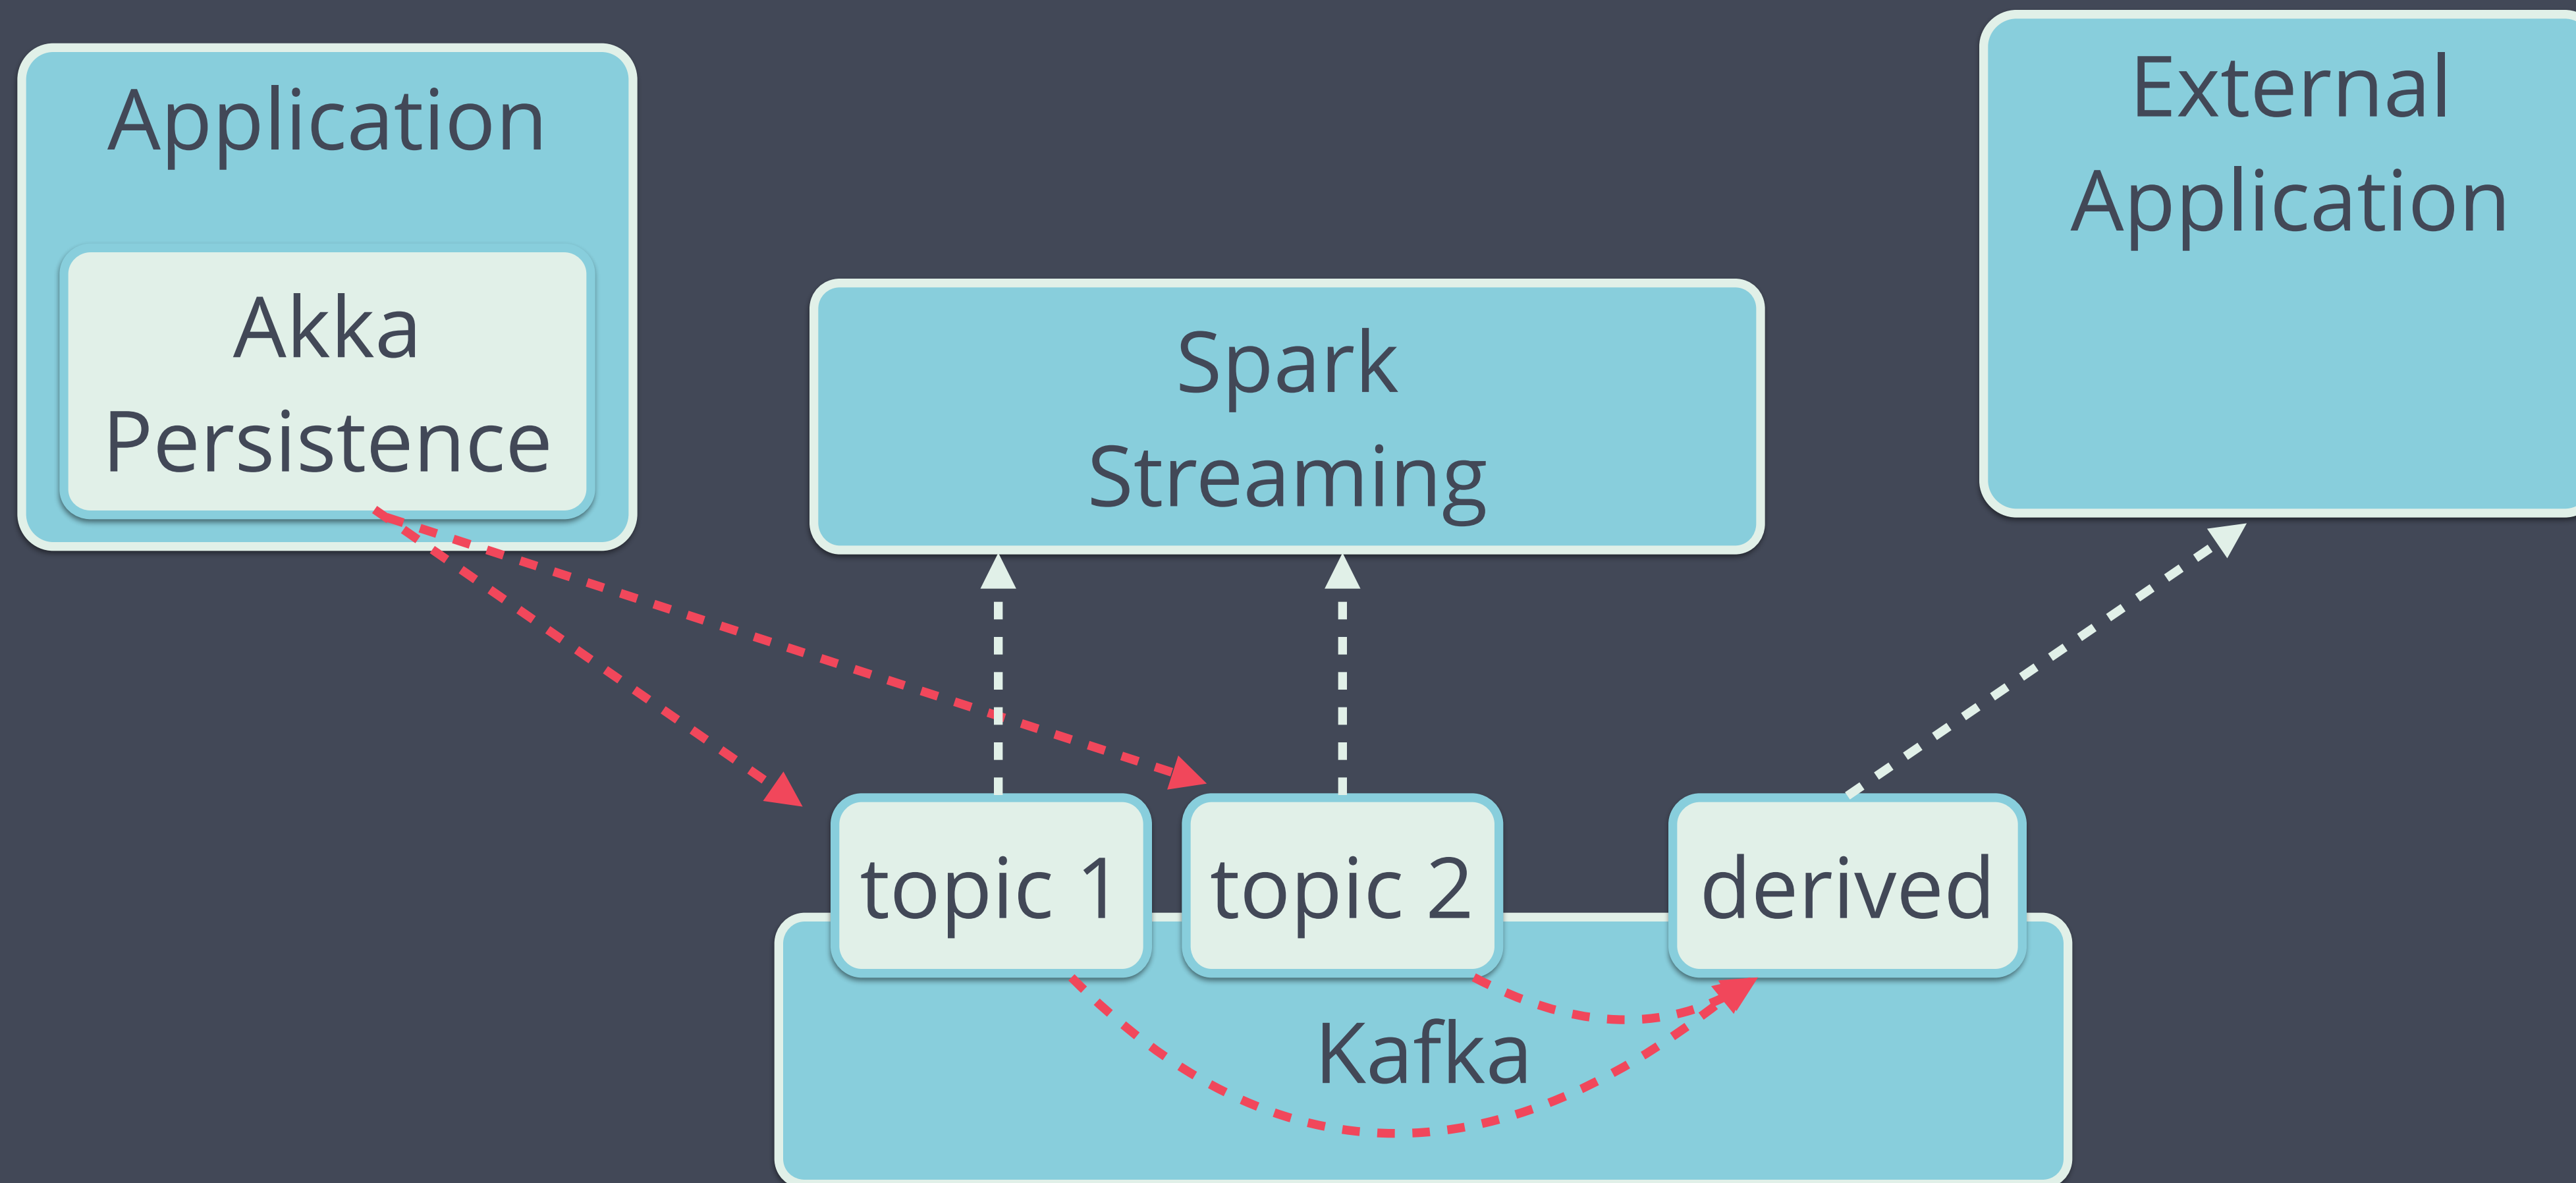 Application
Akka
Persistence
Spark
Streaming
External
Application
topic 1
topic 2
derived
Kafka